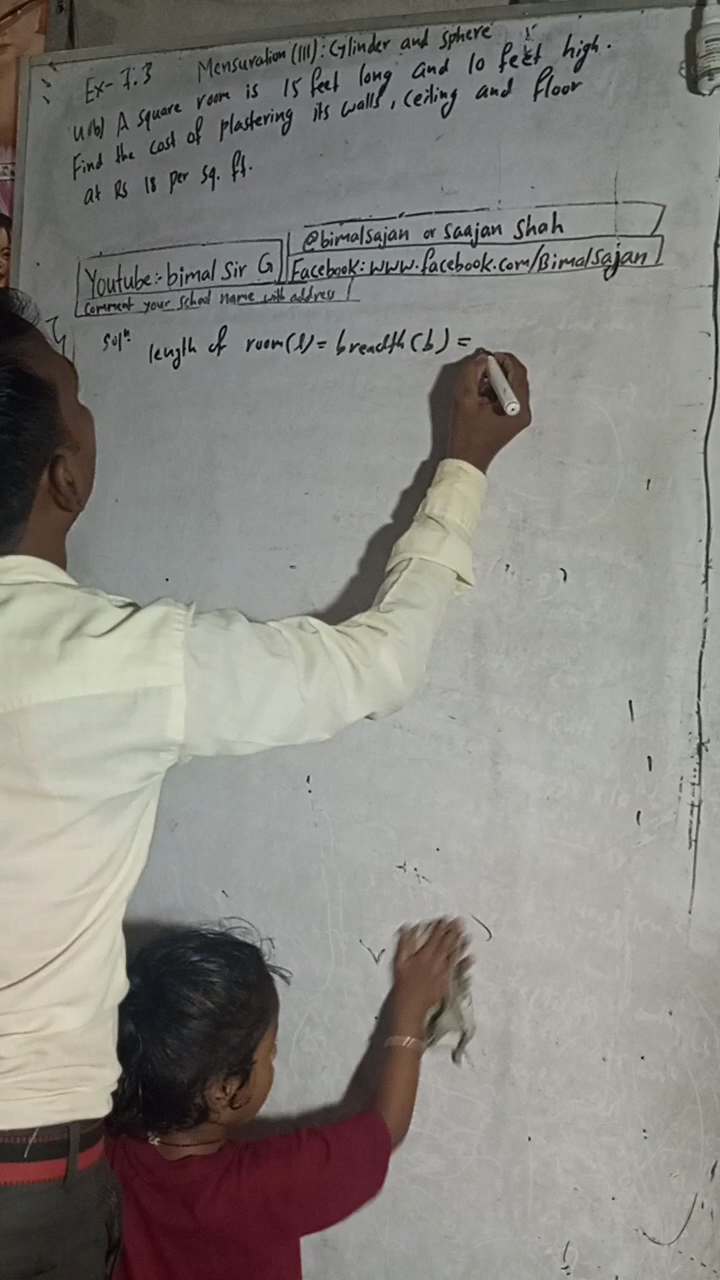 Ex- 7.3 Mensuration (III): Cylinder and sphere
4(b) A square room is 15 feet long and 10 feet high.
Find the cost of plastering its walls, ceiling and floor
at Rs 18 per sq. ft.
@bimalsajan or Saajan Shah
Youtube:- bimal Sir G
Facebook: www.facebook.com/Bimalsajan
Comment your School name with address
Solⁿ length of room(l) = breadth(b) =